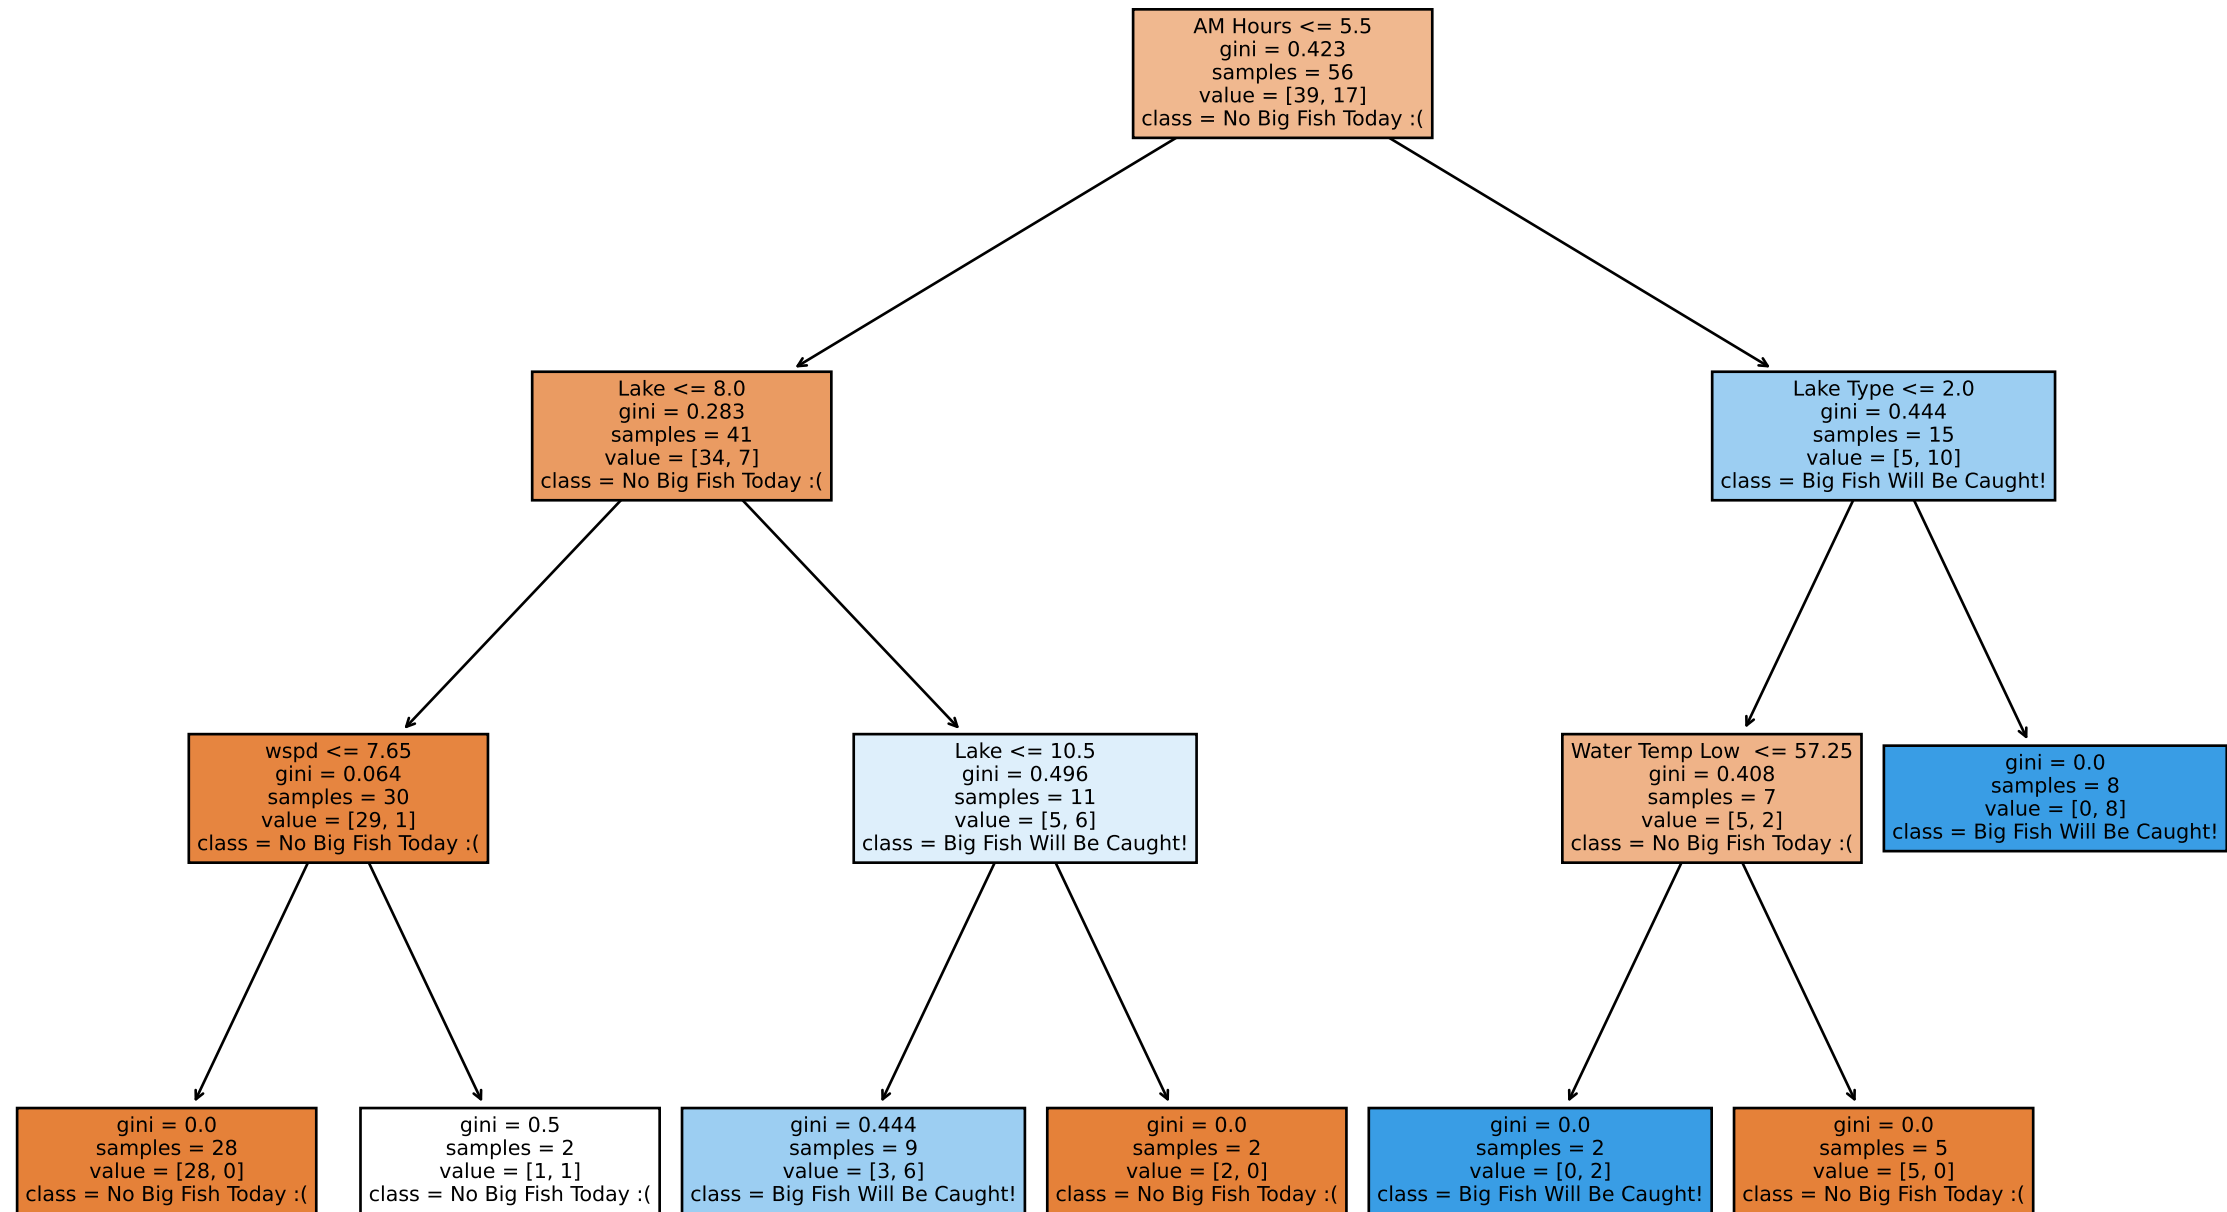 AM Hours <= 5.5
gini = 0.423
samples = 56
value = [39, 17]
class = No Big Fish Today :(
Lake <= 8.0
gini = 0.283
samples = 41
value = [34, 7]
class = No Big Fish Today :(
Lake Type <= 2.0
gini = 0.444
samples = 15
value = [5, 10]
class = Big Fish Will Be Caught!
wspd <= 7.65
gini = 0.064
samples = 30
value = [29, 1]
class = No Big Fish Today :(
Lake <= 10.5
gini = 0.496
samples = 11
value = [5, 6]
class = Big Fish Will Be Caught!
Water Temp Low  <= 57.25
gini = 0.408
samples = 7
value = [5, 2]
class = No Big Fish Today :(
gini = 0.0
samples = 8
value = [0, 8]
class = Big Fish Will Be Caught!
gini = 0.0
samples = 28
value = [28, 0]
class = No Big Fish Today :(
gini = 0.5
samples = 2
value = [1, 1]
class = No Big Fish Today :(
gini = 0.444
samples = 9
value = [3, 6]
class = Big Fish Will Be Caught!
gini = 0.0
samples = 2
value = [2, 0]
class = No Big Fish Today :(
gini = 0.0
samples = 2
value = [0, 2]
class = Big Fish Will Be Caught!
gini = 0.0
samples = 5
value = [5, 0]
class = No Big Fish Today :(